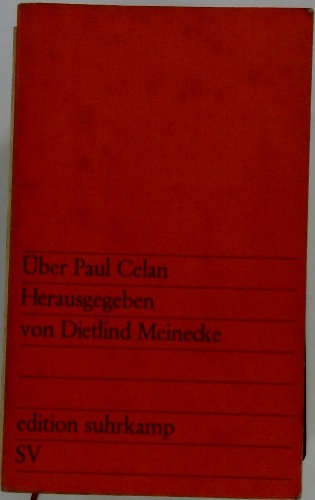 Über Paul Celan
Herausgegeben
von Dietlind Meinecke
edition suhrkamp
SV